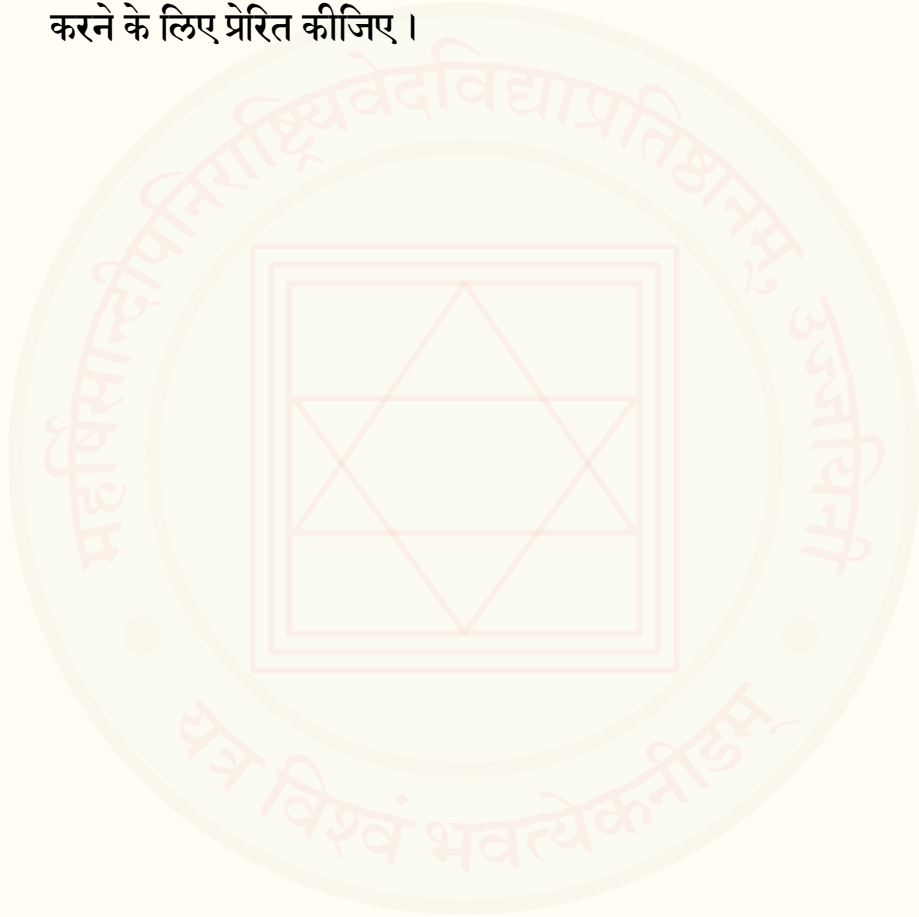 करने के लिए प्रेरित कीजिए ।
महर्षिसान्दीपनिराष्ट्रियवेदविद्याप्रतिष्ठानम्, उज्जयिनी
यत्र विश्वं भवत्येकनीडम्